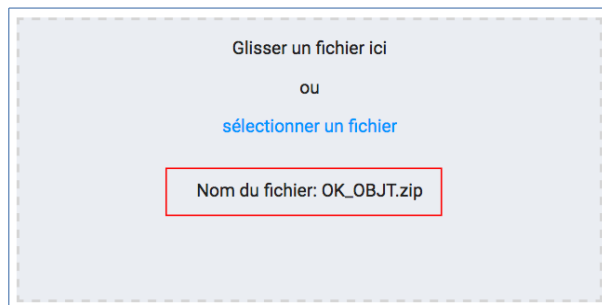 Glisser un fichier ici
ou
sélectionner un fichier
Nom du fichier: OK_OBJT.zip